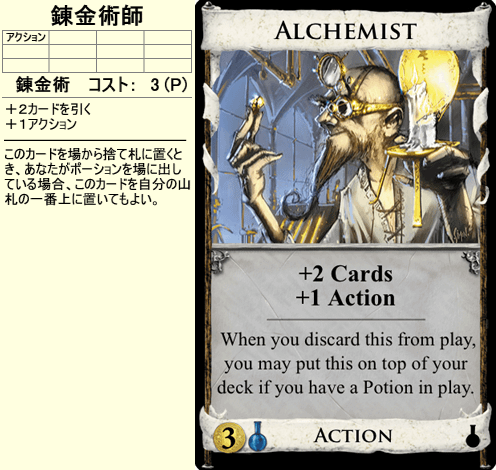 錬金術師
アクション
錬金術　コスト：　3（P）
＋２カードを引く
＋１アクション
このカードを場から捨て札に置くと
き、あなたがポーションを場に出し
ている場合、このカードを自分の山
札の一番上に置いてもよい。
ALCHEMIST
+2 Cards
+1 Action
When you discard this from play,
you may put this on top of your
deck if you have a Potion in play.
3
ACTION